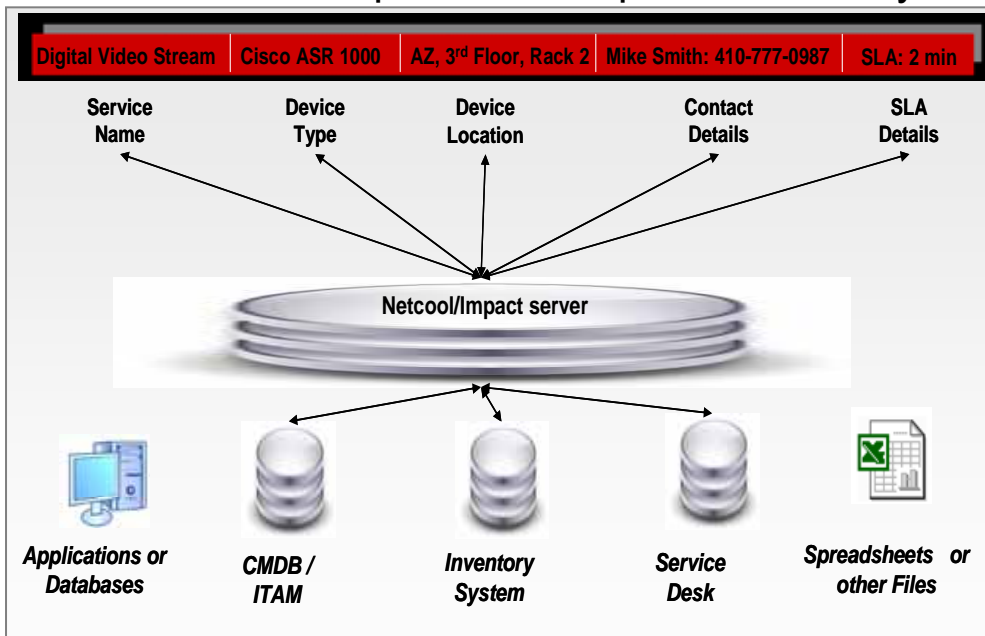 Digital Video Stream Cisco ASR 1000 AZ, 3rd Floor, Rack 2 Mike Smith: 410-777-0987 SLA: 2 min
Service Name
Device Type
Device Location
Contact Details
SLA Details
Netcool/Impact server
Applications or Databases
CMDB / ITAM
Inventory System
Service Desk
Spreadsheets or other Files